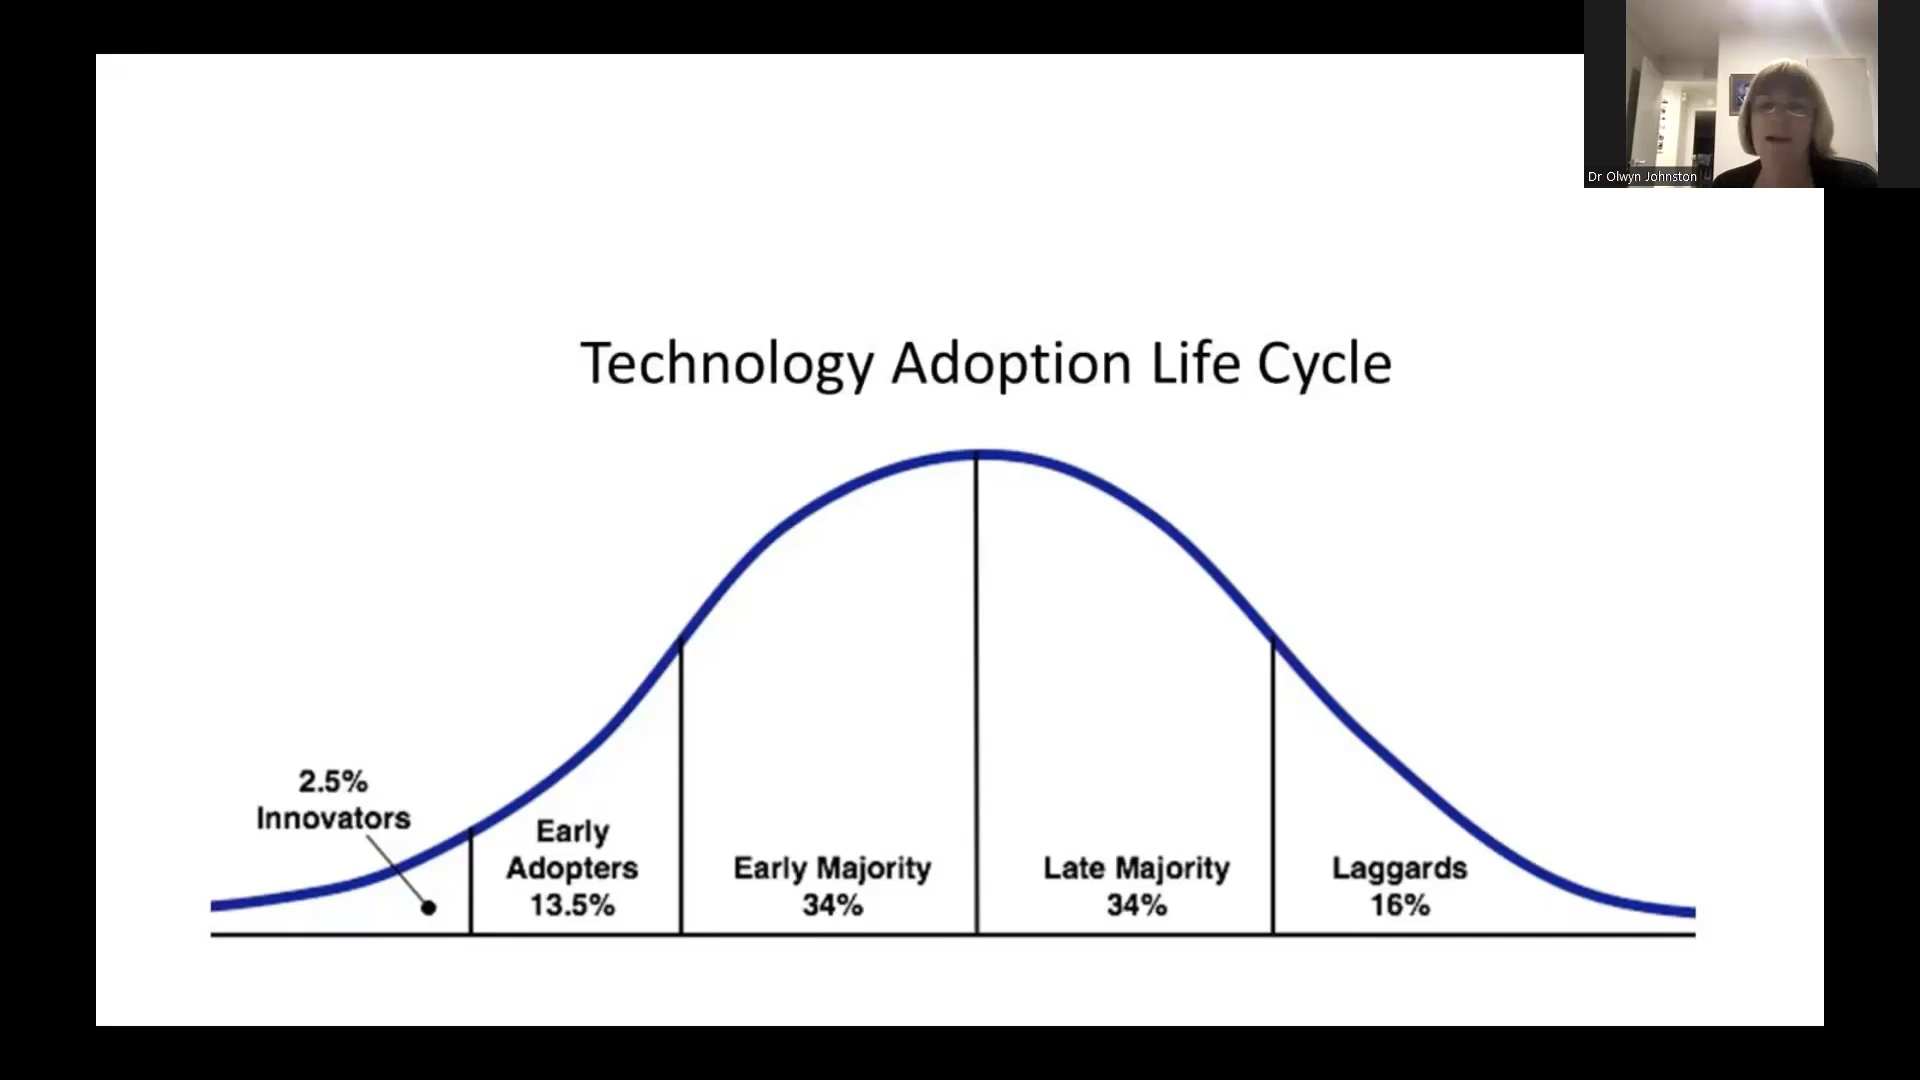 Dr Olwyn Johnston
Technology Adoption Life Cycle
2.5%
Innovators
Early
Adopters
13.5%
Early Majority
34%
Late Majority
34%
Laggards
16%